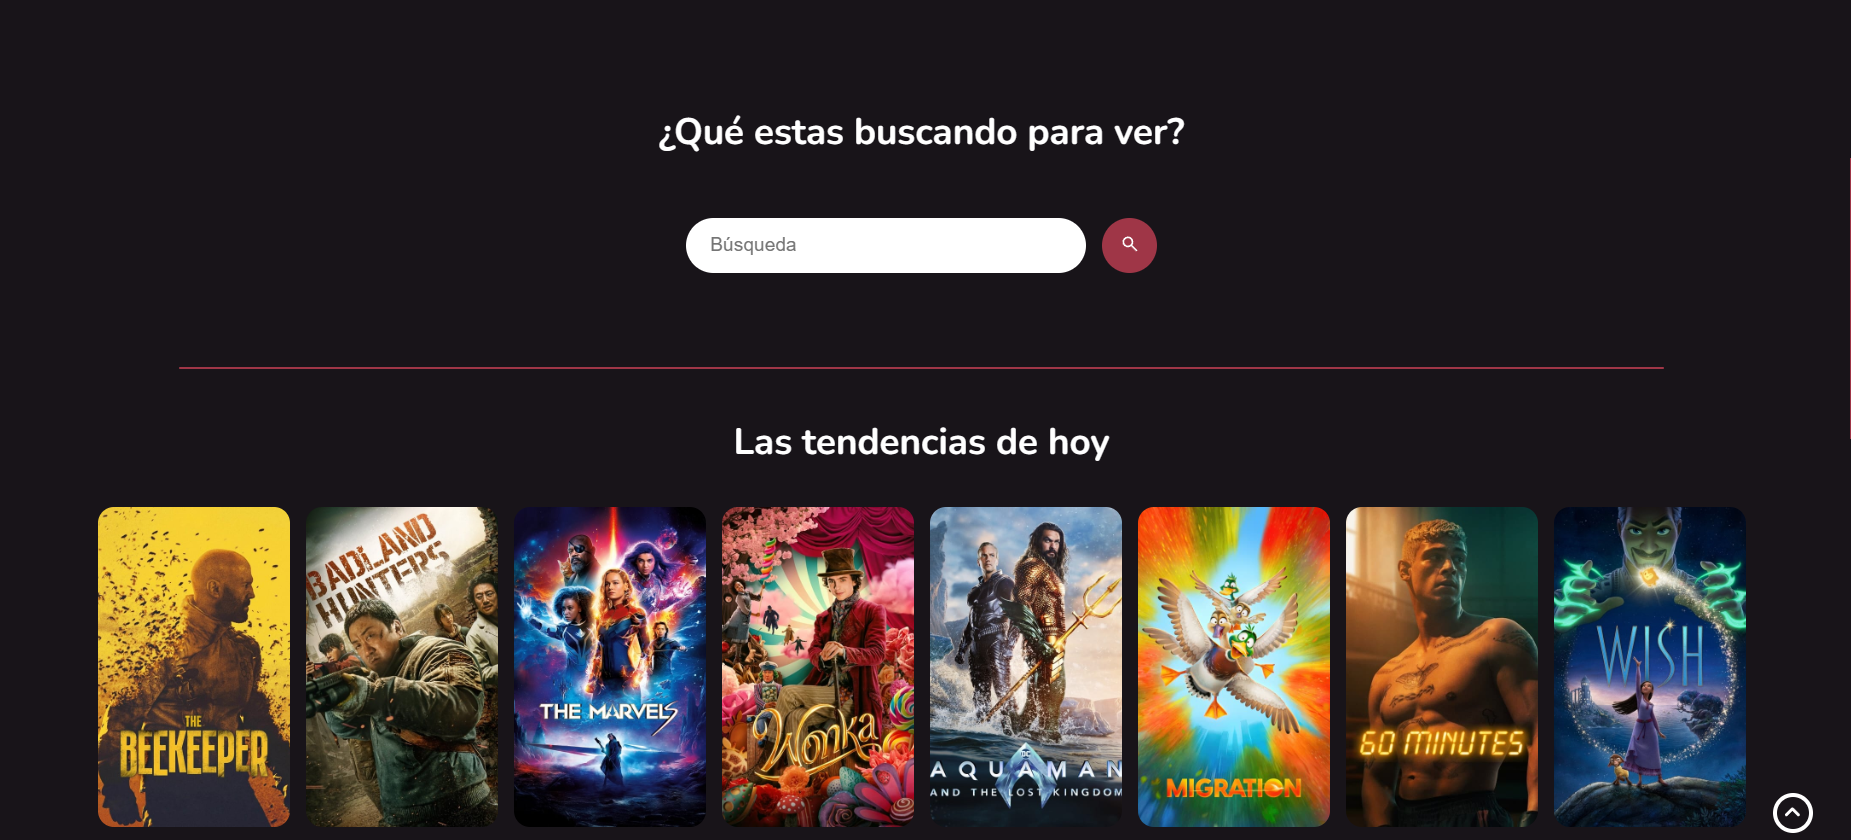 ¿Qué estas buscando para ver?
Búsqueda
Las tendencias de hoy
THE
BEEKEEPER
BADLAND
HUNTERS
THE MARVELS
Wonka
DC
AQUAMAN
AND THE LOST KINGDOM
MIGRATION
60 MINUTES
WISH